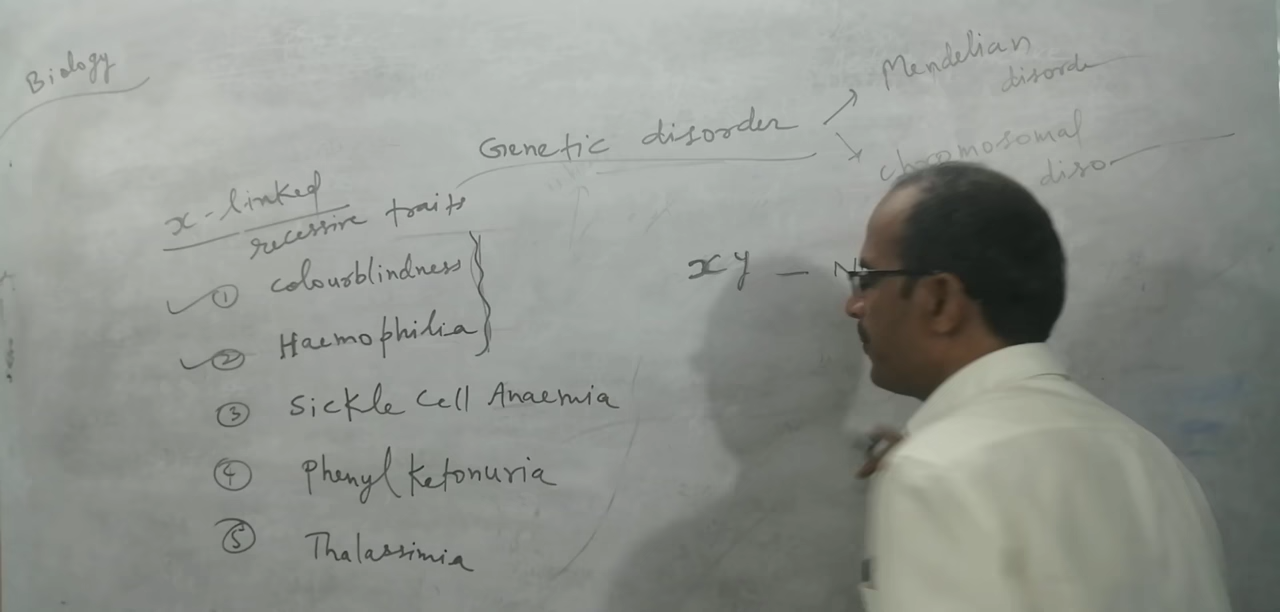 Biology
Genetic disorder
Mendelian
disorde
chromosomal
diso
x-linked
recessive traits
① colourblindness
② Haemophilia
③ Sickle Cell Anaemia
④ Phenyl Ketonuria
⑤ Thalassimia
xy - N